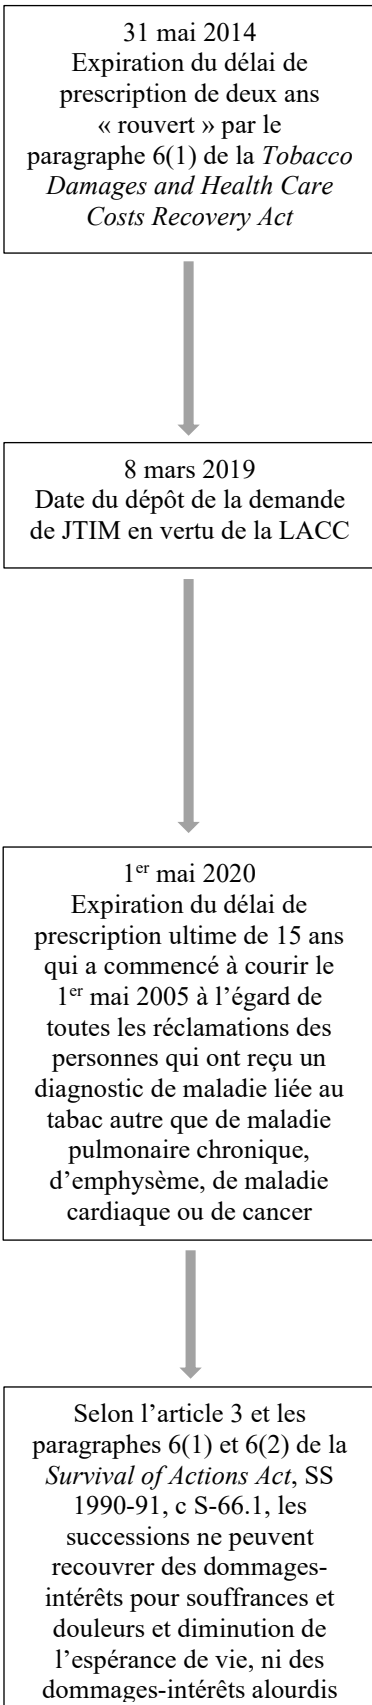 31 mai 2014
Expiration du délai de
prescription de deux ans
« rouvert » par le
paragraphe 6(1) de la Tobacco
Damages and Health Care
Costs Recovery Act
8 mars 2019
Date du dépôt de la demande
de JTIM en vertu de la LACC
1er mai 2020
Expiration du délai de
prescription ultime de 15 ans
qui a commencé à courir le
1er mai 2005 à l’égard de
toutes les réclamations des
personnes qui ont reçu un
diagnostic de maladie liée au
tabac autre que de maladie
pulmonaire chronique,
d’emphysème, de maladie
cardiaque ou de cancer
Selon l’article 3 et les
paragraphes 6(1) et 6(2) de la
Survival of Actions Act, SS
1990-91, c S-66.1, les
successions ne peuvent
recouvrer des dommages-
intérêts pour souffrances et
douleurs et diminution de
l’espérance de vie, ni des
dommages-intérêts alourdis